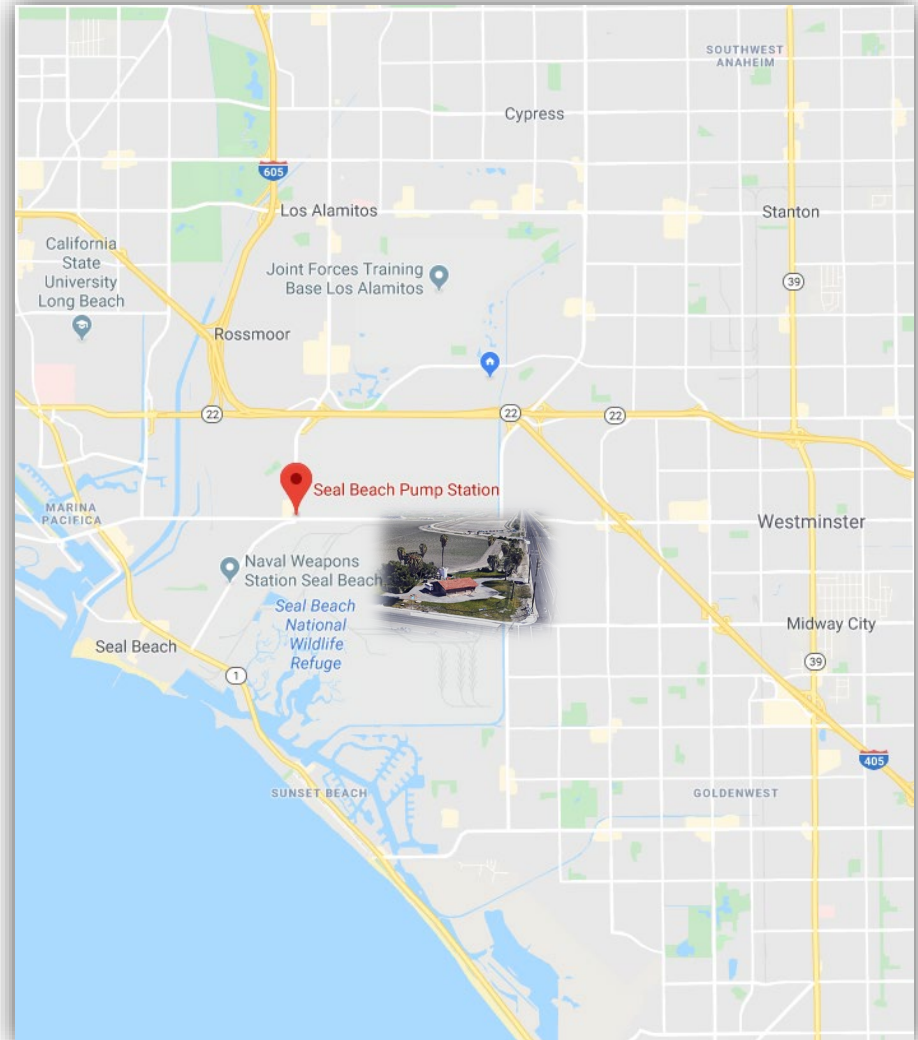 SOUTHWEST
ANAHEIM
Cypress
605
Los Alamitos
Stanton
California
State
University
Long Beach
Joint Forces Training
Base Los Alamitos
39
Rossmoor
22
22
22
Seal Beach Pump Station
MARINA
PACIFICA
Westminster
Naval Weapons
Station Seal Beach
Seal Beach
National
Wildlife
Refuge
Midway City
Seal Beach
39
1
405
SUNSET BEACH
GOLDENWEST